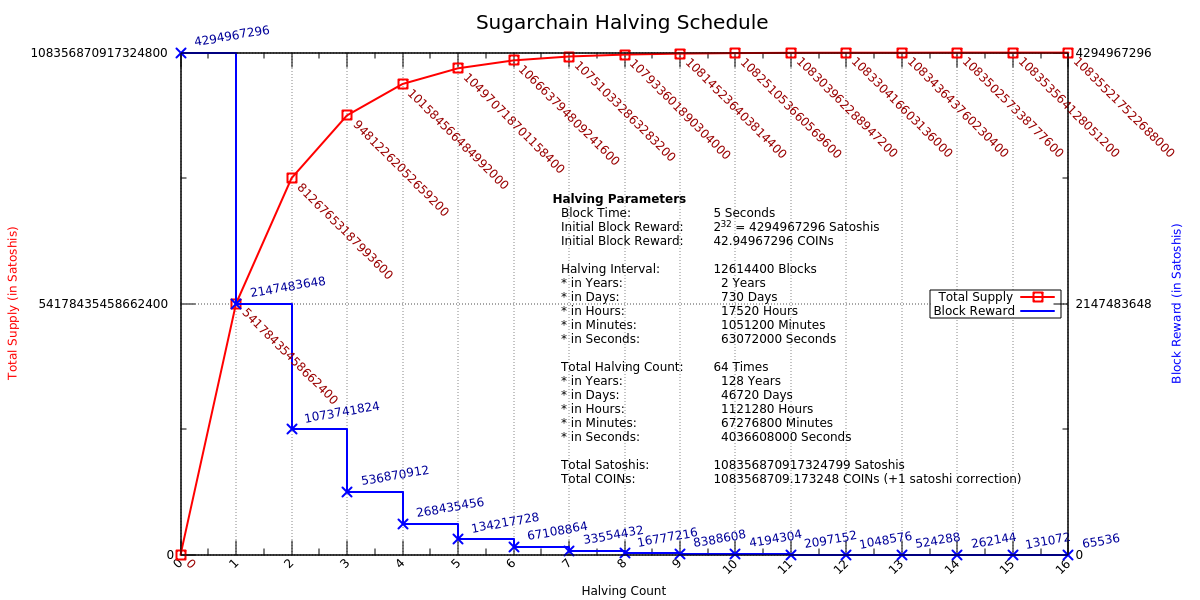 Sugarchain Halving Schedule
108356870917324800
54178435458662400
0
Total Supply (in Satoshis)
4294967296
2147483648
0
Block Reward (in Satoshis)
0
54178435458662400
81267653187993600
94812262052659200
101584566484992000
104970718701158400
106663794809241600
107510332863283200
107933601890304000
108145236403814400
108251053660569600
108303962288947200
108330416603136000
108343643760230400
108350257338777600
108353564128051200
108355217522688000
4294967296
2147483648
1073741824
536870912
268435456
134217728
67108864
33554432
16777216
8388608
4194304
2097152
1048576
524288
262144
131072
65536
Halving Parameters
Block Time: 5 Seconds
Initial Block Reward: 2³² = 4294967296 Satoshis
Initial Block Reward: 42.94967296 COINs
Halving Interval: 12614400 Blocks
* in Years: 2 Years
* in Days: 730 Days
* in Hours: 17520 Hours
* in Minutes: 1051200 Minutes
* in Seconds: 63072000 Seconds
Total Halving Count: 64 Times
* in Years: 128 Years
* in Days: 46720 Days
* in Hours: 1121280 Hours
* in Minutes: 67276800 Minutes
* in Seconds: 4036608000 Seconds
Total Satoshis: 108356870917324799 Satoshis
Total COINs: 1083568709.173248 COINs (+1 satoshi correction)
Total Supply
Block Reward
0 1 2 3 4 5 6 7 8 9 10 11 12 13 14 15 16
Halving Count